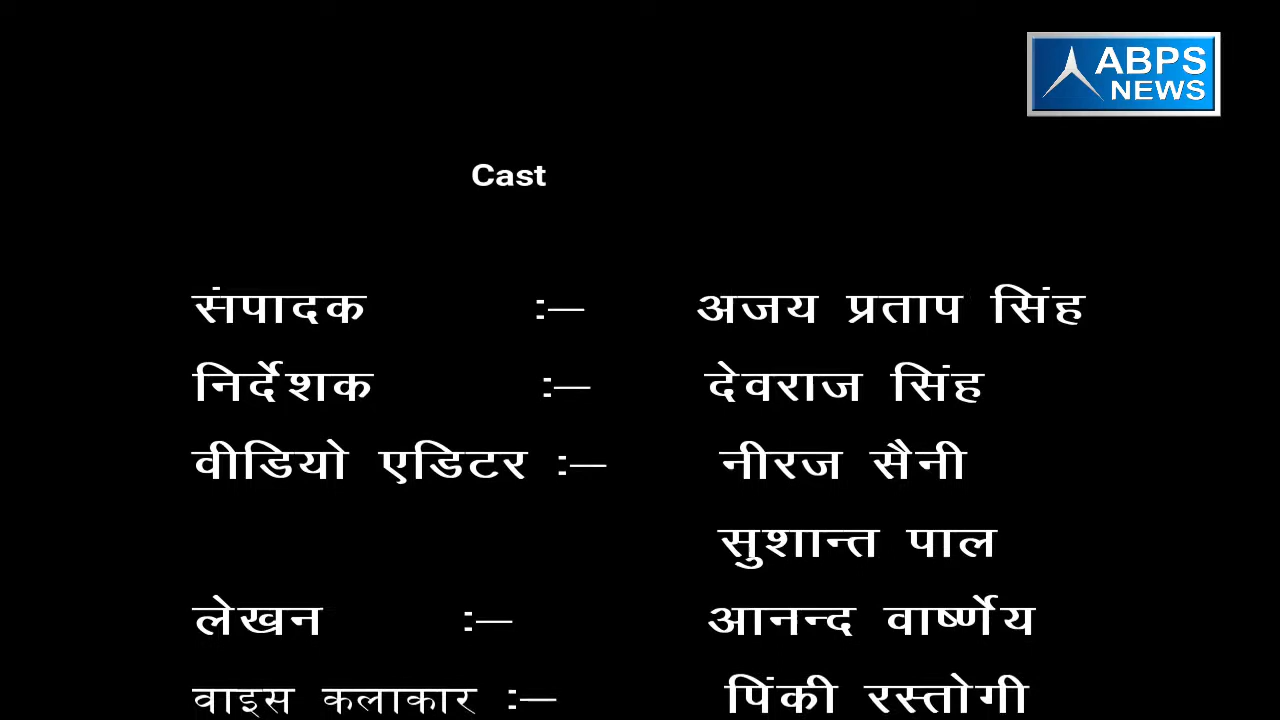 ABPS
NEWS
Cast
संपादक :— अजय प्रताप सिंह
निर्देशक :— देवराज सिंह
वीडियो एडिटर :— नीरज सैनी
सुशान्त पाल
लेखन :— आनन्द वार्ष्णेय
वाइस कलाकार :— पिंकी रस्तोगी